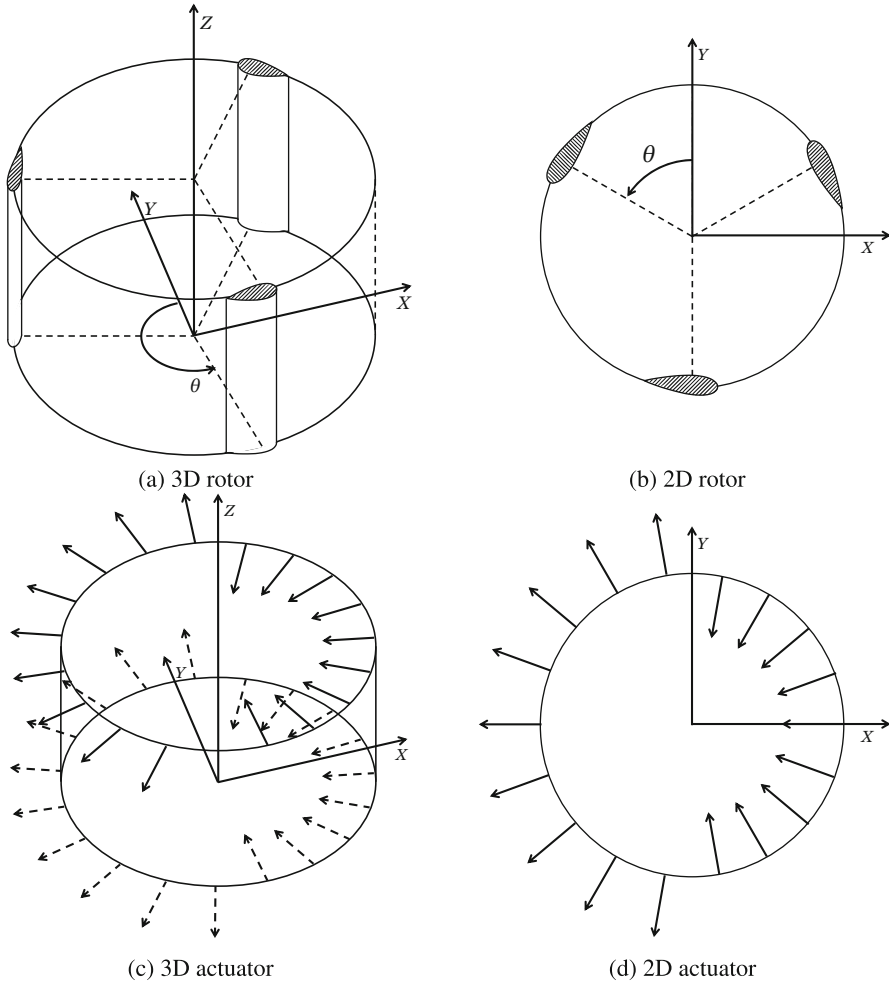 Z
Y
X
θ
(a) 3D rotor
Y
θ
X
(b) 2D rotor
Z
Y
X
(c) 3D actuator
Y
X
(d) 2D actuator